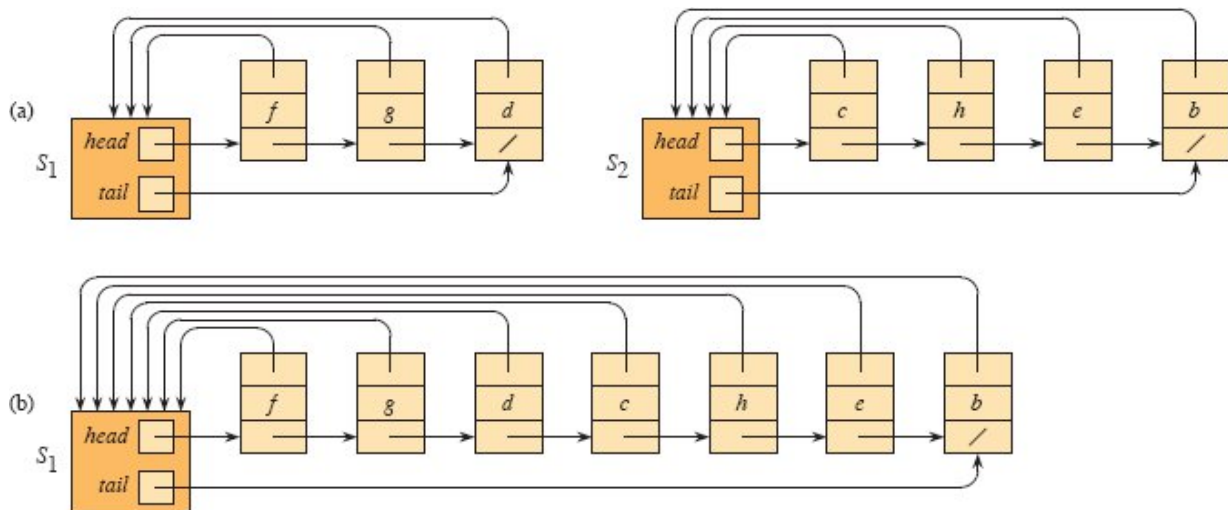 (a)
f g d
head
S1
tail
c h e b
head
S2
tail
(b)
f g d c h e b
head
S1
tail